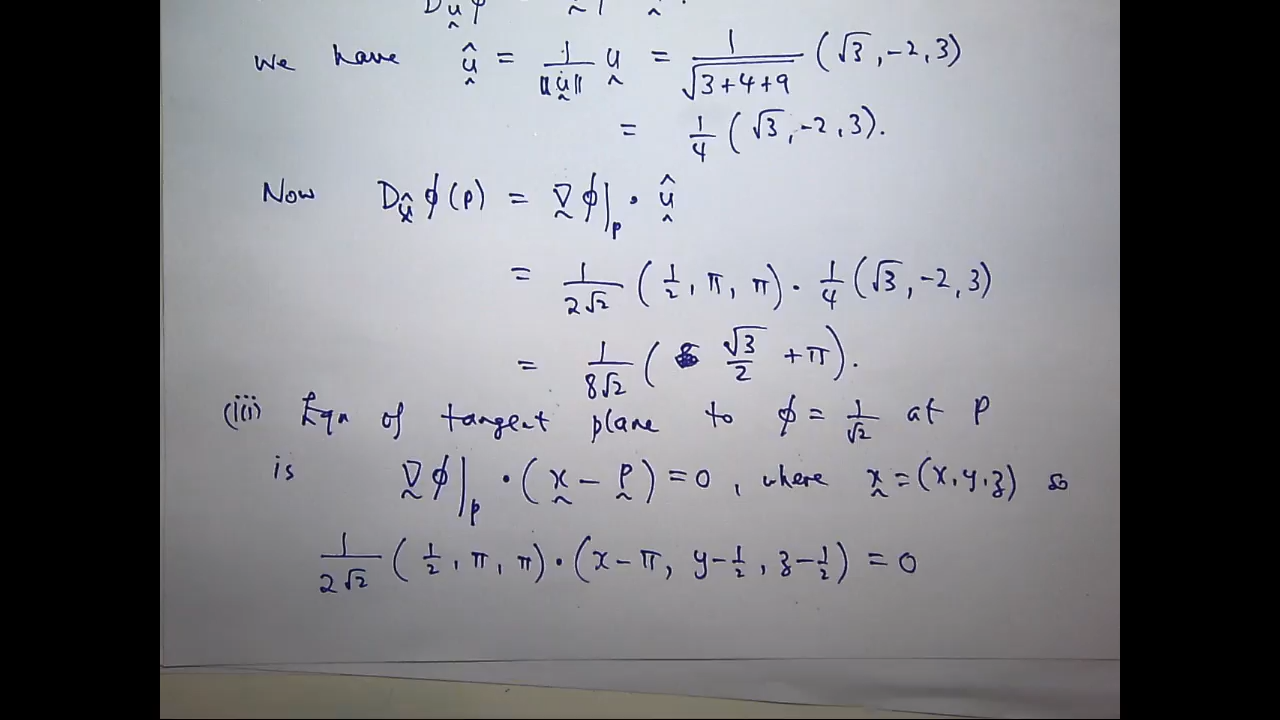 D û φ
We have û = 1/‖u‖ u = 1/√(3+4+9) (√3, -2, 3)
= 1/4 (√3, -2, 3).
Now D_û φ(p) = ∇φ|_p · û
= 1/(2√2) (1/2, π, π) · 1/4 (√3, -2, 3)
= 1/(8√2) (√3/2 + π).
(iii) Eqn of tangent plane to φ = 1/√2 at P
is ∇φ|_p · (x - p) = 0, where x = (x, y, z) so
1/(2√2) (1/2, π, π) · (x - π, y - 1/2, z - 1/2) = 0